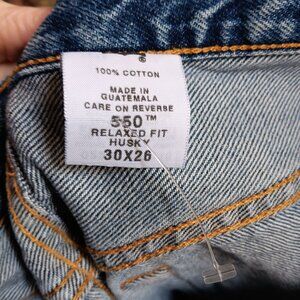 ®
100% COTTON
MADE IN
GUATEMALA
CARE ON REVERSE
550™
RELAXED FIT
HUSKY
30X26